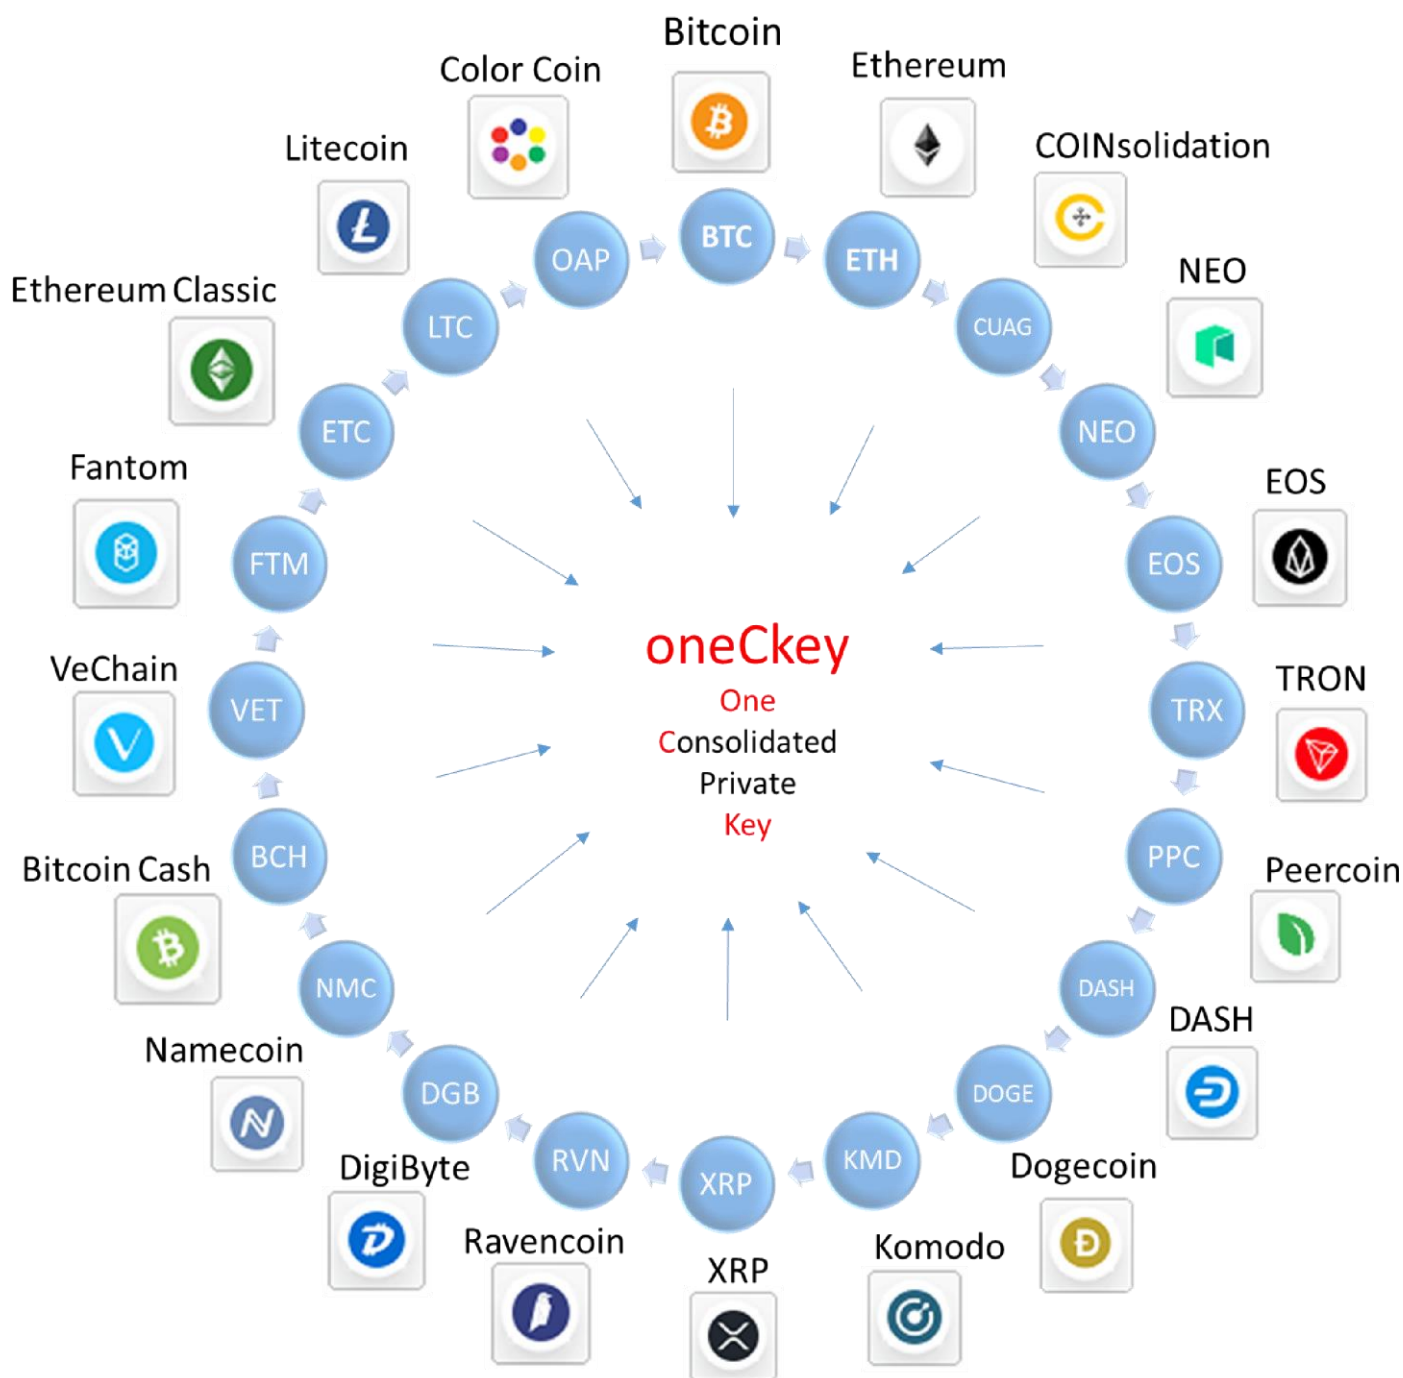 Bitcoin
Ethereum
Color Coin
COINsolidation
Litecoin
BTC
ETH
OAP
NEO
Ethereum Classic
LTC
CUAG
ETC
NEO
Fantom
EOS
FTM
EOS
oneCkey
One
Consolidated
Private
Key
VeChain
TRON
VET
TRX
BCH
PPC
Bitcoin Cash
Peercoin
NMC
DASH
DASH
Namecoin
DGB
DOGE
DigiByte
RVN
XRP
KMD
Dogecoin
Ravencoin
XRP
Komodo